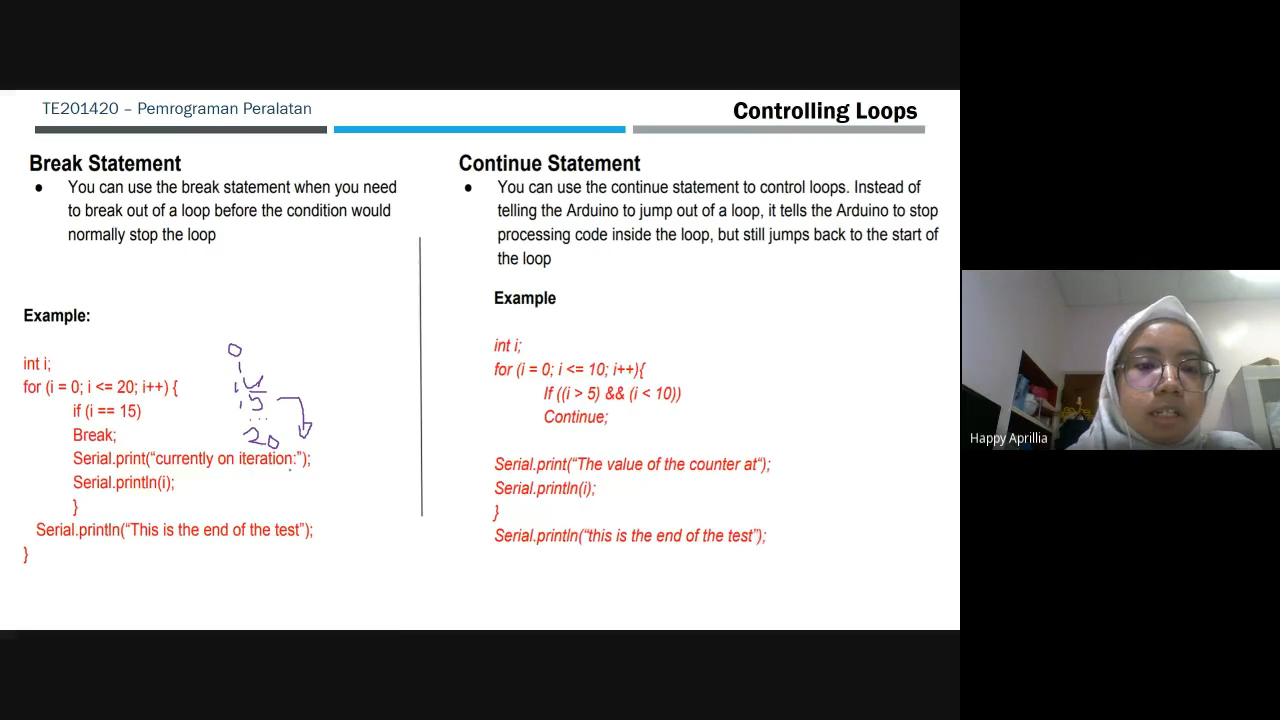 TE201420 – Pemrograman Peralatan
Controlling Loops
Break Statement
● You can use the break statement when you need
to break out of a loop before the condition would
normally stop the loop
Example:
int i;
for (i = 0; i <= 20; i++) {
if (i == 15)
Break;
Serial.print(“currently on iteration:”);
Serial.println(i);
}
Serial.println(“This is the end of the test”);
}
0
1
14
15
...
20
Continue Statement
● You can use the continue statement to control loops. Instead of
telling the Arduino to jump out of a loop, it tells the Arduino to stop
processing code inside the loop, but still jumps back to the start of
the loop
Example
int i;
for (i = 0; i <= 10; i++){
If ((i > 5) && (i < 10))
Continue;
Serial.print(“The value of the counter at“);
Serial.println(i);
}
Serial.println(“this is the end of the test”);
Happy Aprillia